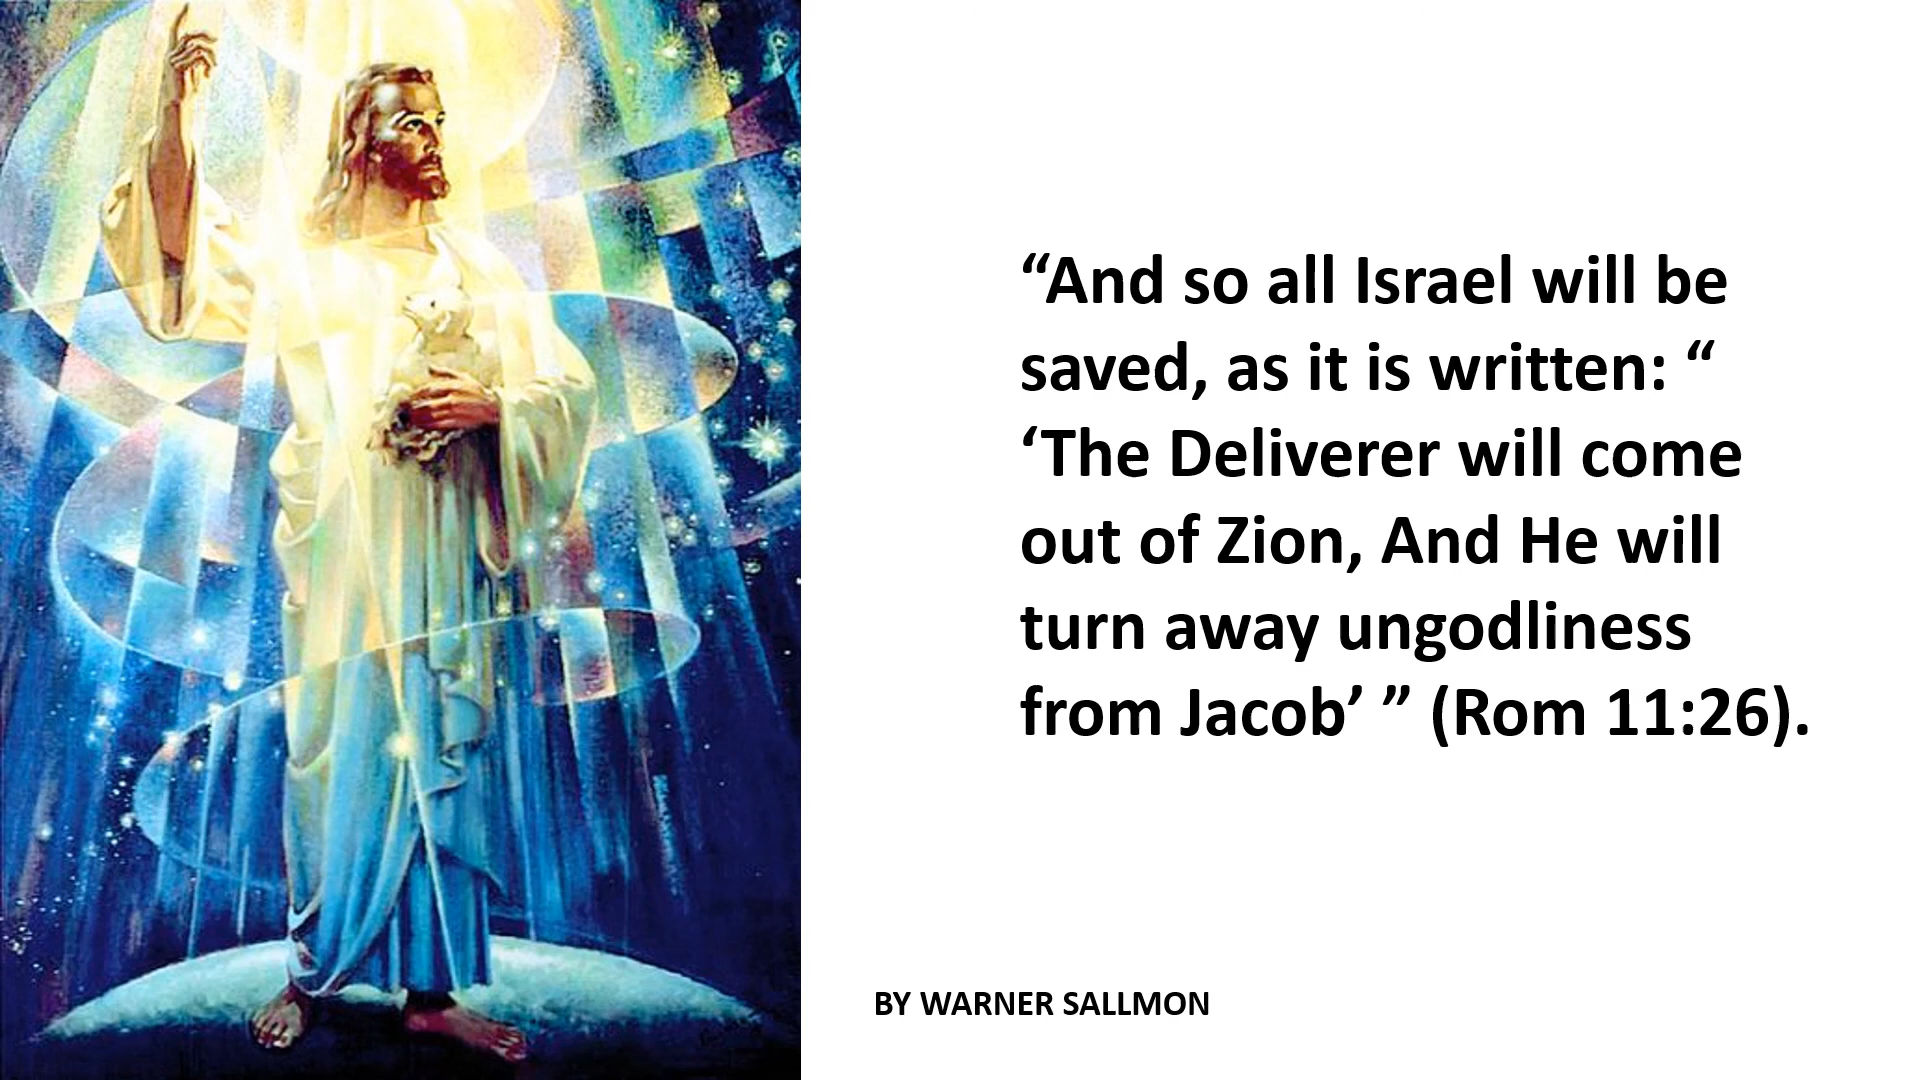 “And so all Israel will be
saved, as it is written: “
‘The Deliverer will come
out of Zion, And He will
turn away ungodliness
from Jacob’ ” (Rom 11:26).
BY WARNER SALLMON